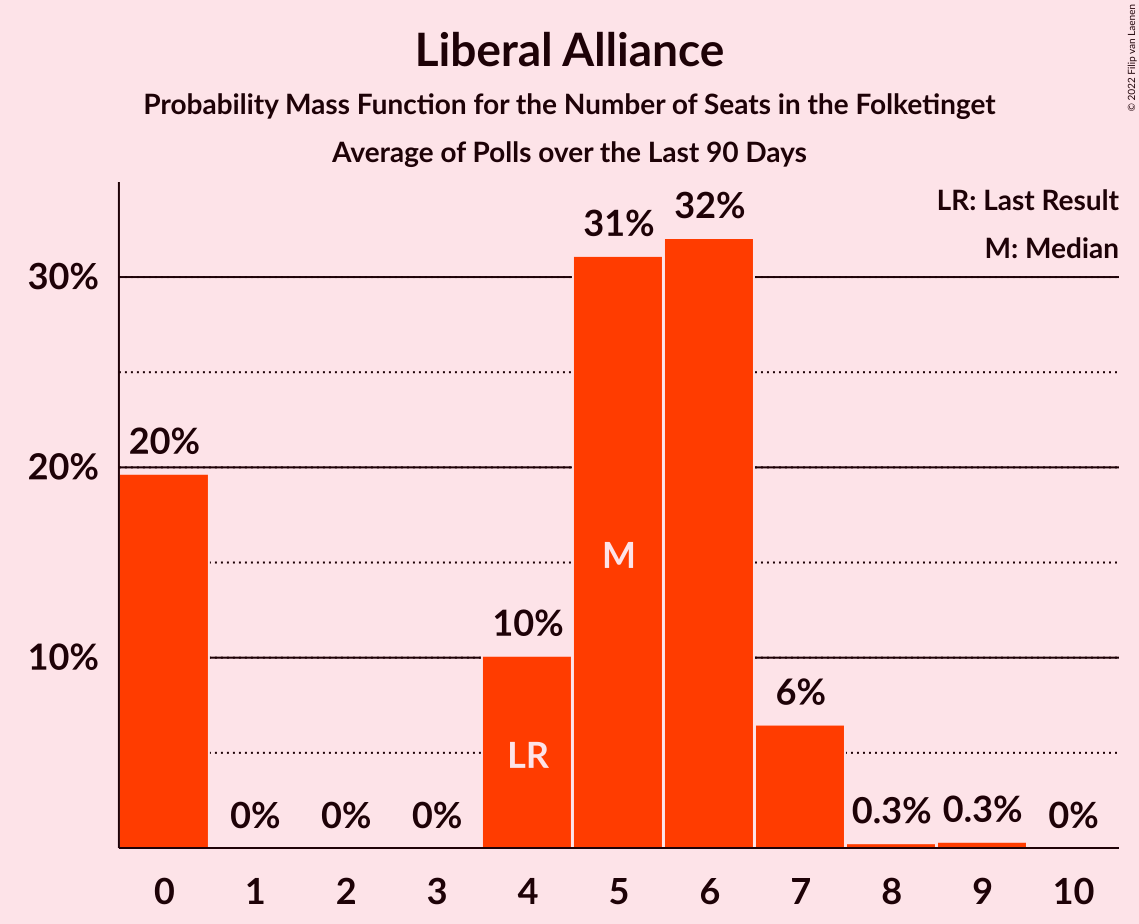 Liberal Alliance
Probability Mass Function for the Number of Seats in the Folketinget
Average of Polls over the Last 90 Days
© 2022 Filip van Laenen
LR: Last Result
M: Median
30%
20%
10%
20%
0%
0%
0%
10%
31%
32%
6%
0.3%
0.3%
0%
M
LR
0 1 2 3 4 5 6 7 8 9 10